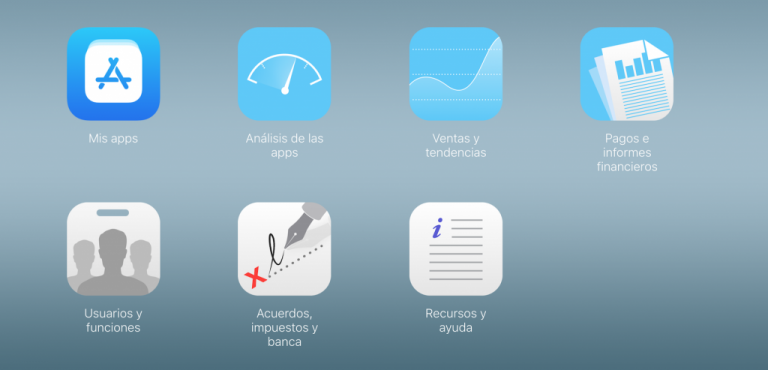 Mis apps
Análisis de las
apps
Ventas y
tendencias
Pagos e
informes
financieros
Usuarios y
funciones
Acuerdos,
impuestos y
banca
Recursos y
ayuda